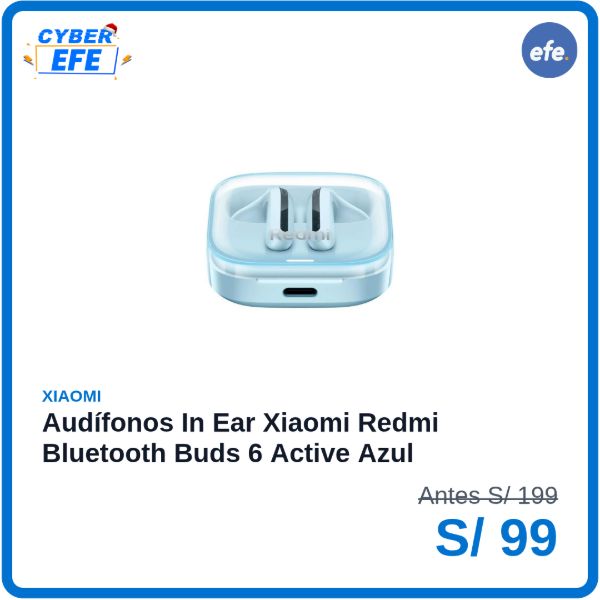 CYBER
EFE
efe.
Redmi
XIAOMI
Audífonos In Ear Xiaomi Redmi
Bluetooth Buds 6 Active Azul
Antes S/ 199
S/ 99